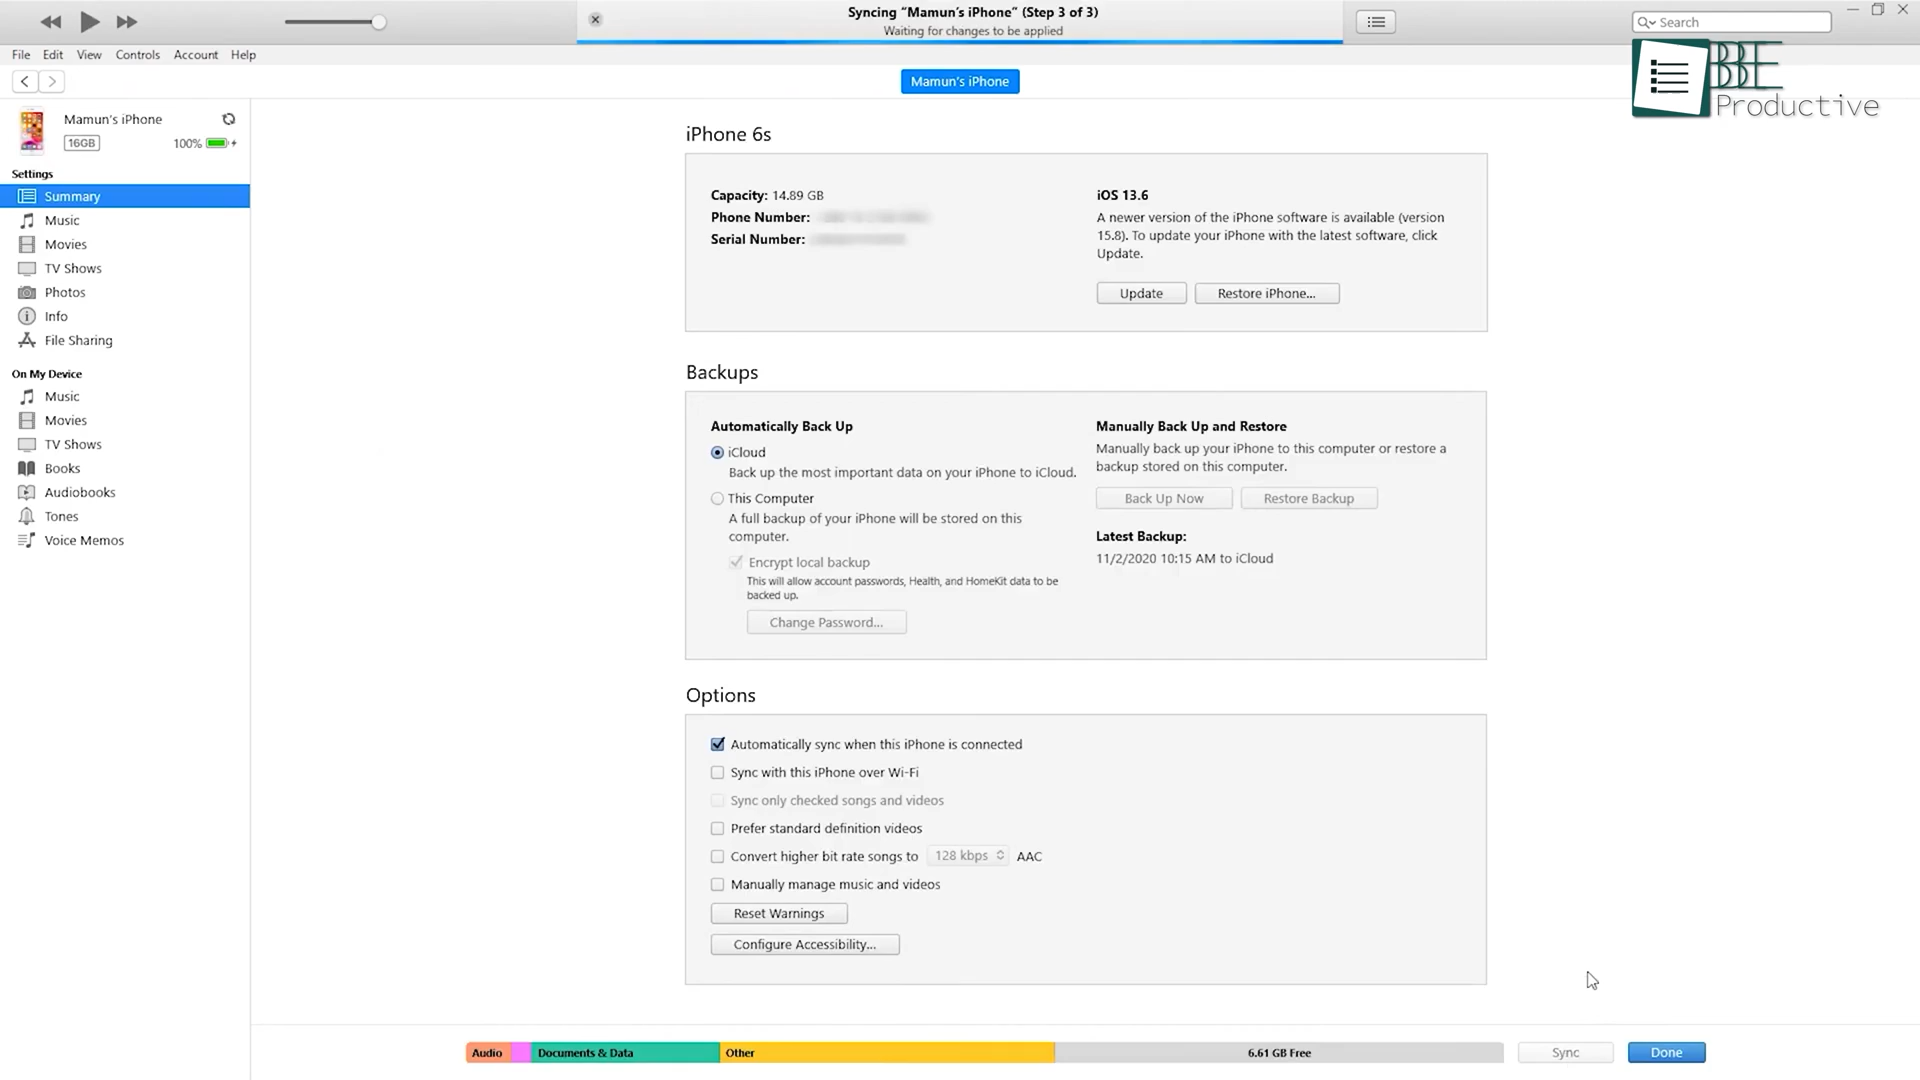 Syncing “Mamun's iPhone” (Step 3 of 3)
Waiting for changes to be applied
Search
File Edit View Controls Account Help
Mamun's iPhone
BBE
Productive
Mamun's iPhone
16GB
100%
Settings
Summary
Music
Movies
TV Shows
Photos
Info
File Sharing
On My Device
Music
Movies
TV Shows
Books
Audiobooks
Tones
Voice Memos
iPhone 6s
Capacity: 14.89 GB
Phone Number:
Serial Number:
iOS 13.6
A newer version of the iPhone software is available (version
15.8). To update your iPhone with the latest software, click
Update.
Update
Restore iPhone...
Backups
Automatically Back Up
iCloud
Back up the most important data on your iPhone to iCloud.
This Computer
A full backup of your iPhone will be stored on this
computer.
Encrypt local backup
This will allow account passwords, Health, and HomeKit data to be
backed up.
Change Password...
Manually Back Up and Restore
Manually back up your iPhone to this computer or restore a
backup stored on this computer.
Back Up Now
Restore Backup
Latest Backup:
11/2/2020 10:15 AM to iCloud
Options
Automatically sync when this iPhone is connected
Sync with this iPhone over Wi-Fi
Sync only checked songs and videos
Prefer standard definition videos
Convert higher bit rate songs to 128 kbps AAC
Manually manage music and videos
Reset Warnings
Configure Accessibility...
Audio
Documents & Data
Other
6.61 GB Free
Sync
Done